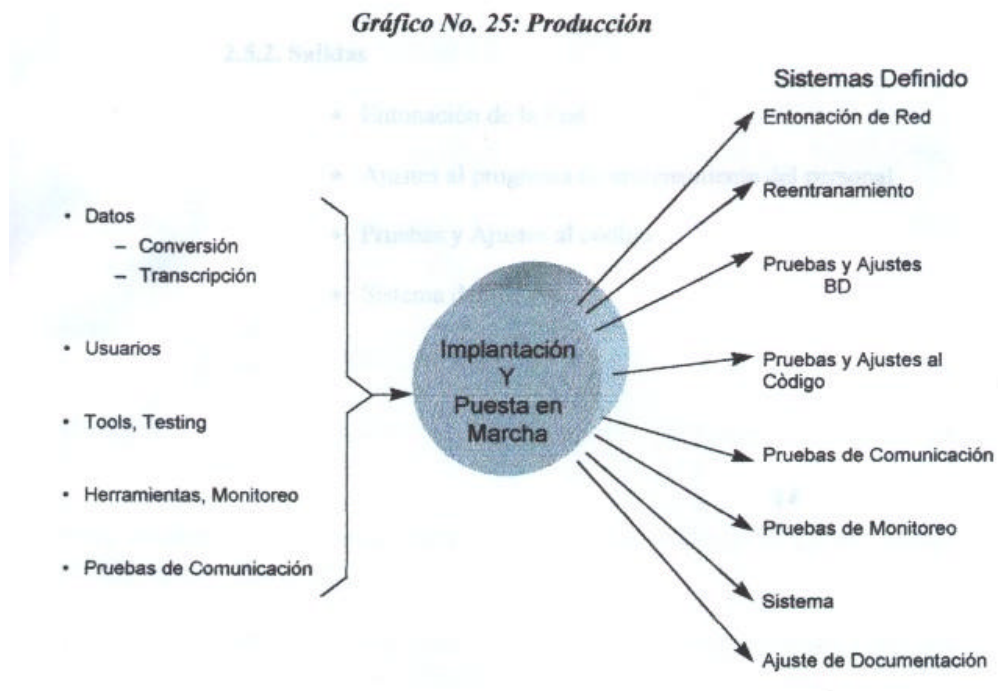 Gráfico No. 25: Producción
2.5.2. Salidas
• Entonación de la red
• Pruebas y Ajustes al código
• Datos
– Conversión
– Transcripción
• Usuarios
• Tools, Testing
• Herramientas, Monitoreo
• Pruebas de Comunicación
Implantación
Y
Puesta en
Marcha
Sistemas Definido
Entonación de Red
Reentranamiento
Pruebas y Ajustes
BD
Pruebas y Ajustes al
Còdigo
Pruebas de Comunicación
Pruebas de Monitoreo
Sistema
Ajuste de Documentación